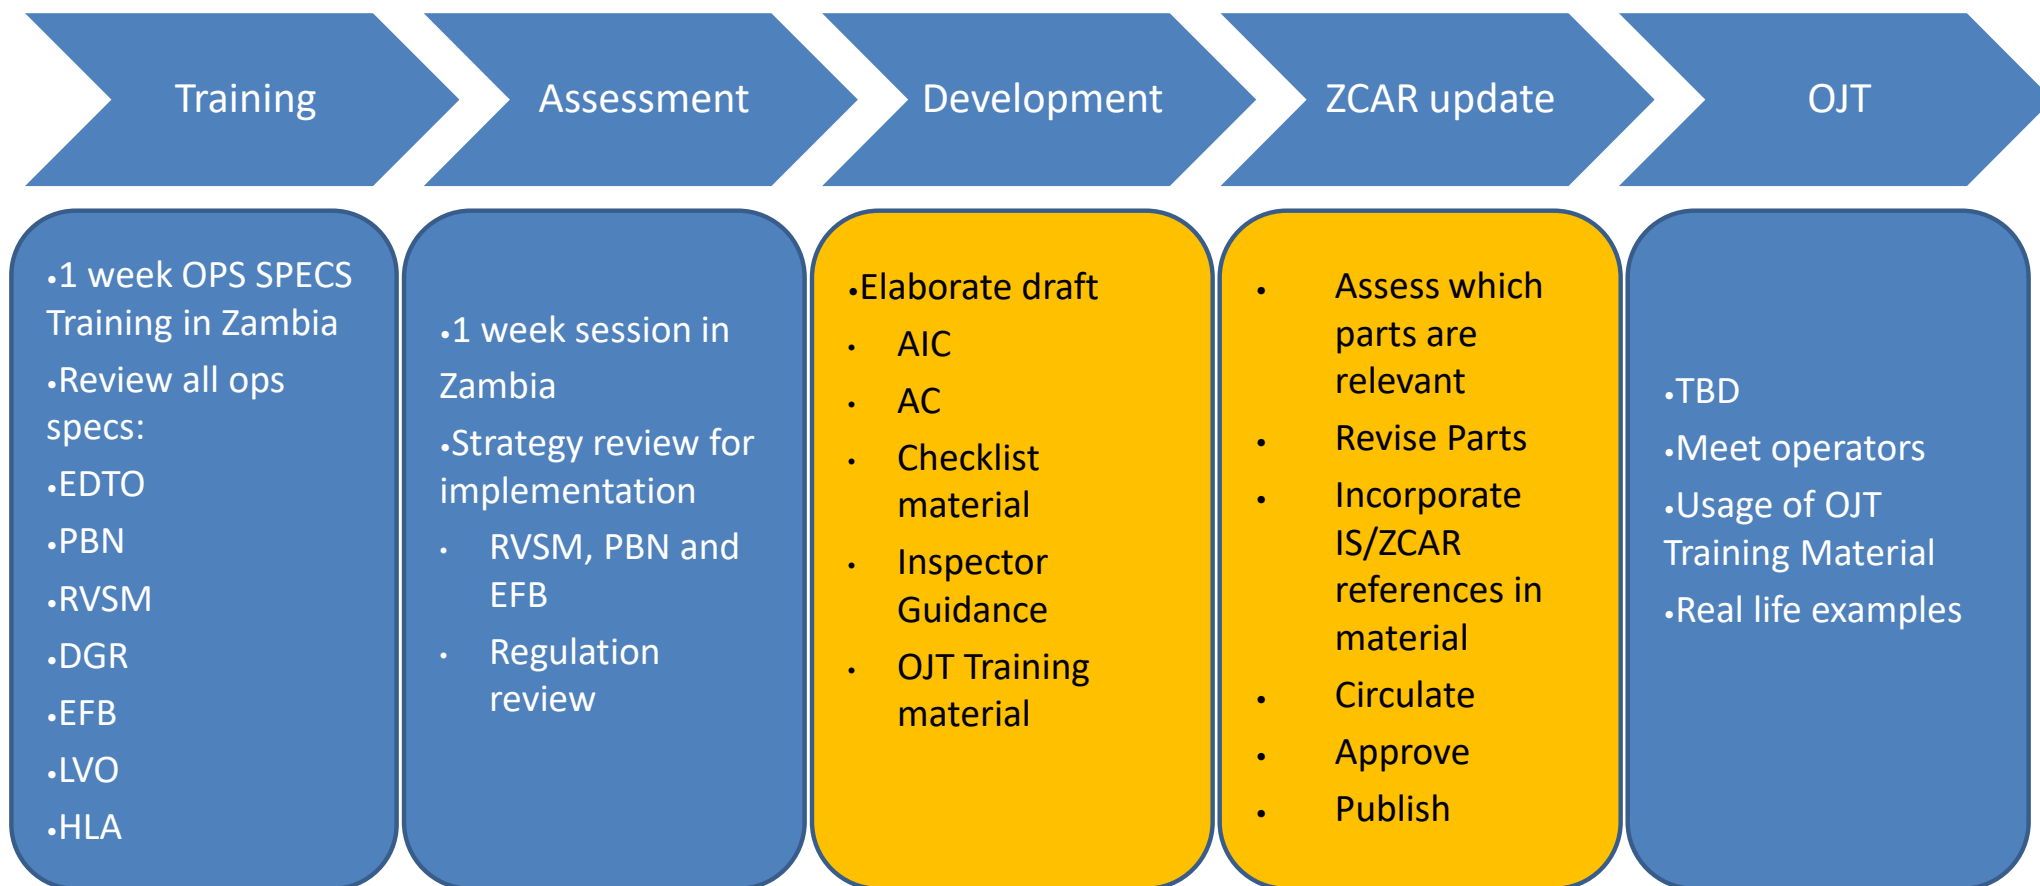 Training
Assessment
Development
ZCAR update
OJT
•1 week OPS SPECS
Training in Zambia
•Review all ops
specs:
•EDTO
•PBN
•RVSM
•DGR
•EFB
•LVO
•HLA
•1 week session in
Zambia
•Strategy review for
implementation
• RVSM, PBN and
EFB
• Regulation
review
•Elaborate draft
• AIC
• AC
• Checklist
material
• Inspector
Guidance
• OJT Training
material
• Assess which
parts are
relevant
• Revise Parts
• Incorporate
IS/ZCAR
references in
material
• Circulate
• Approve
• Publish
•TBD
•Meet operators
•Usage of OJT
Training Material
•Real life examples